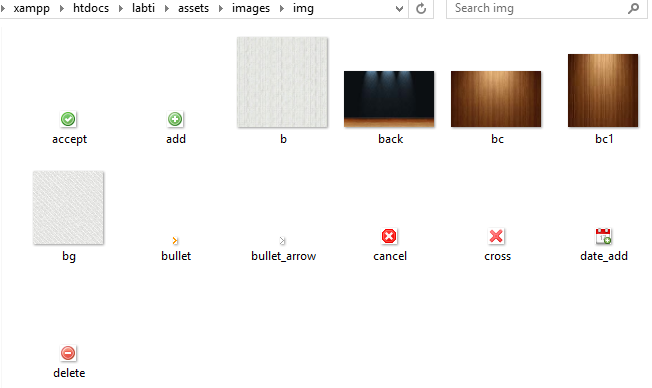 xampp htdocs labti assets images img Search img
accept add b back bc bc1
bg bullet bullet_arrow cancel cross date_add
delete